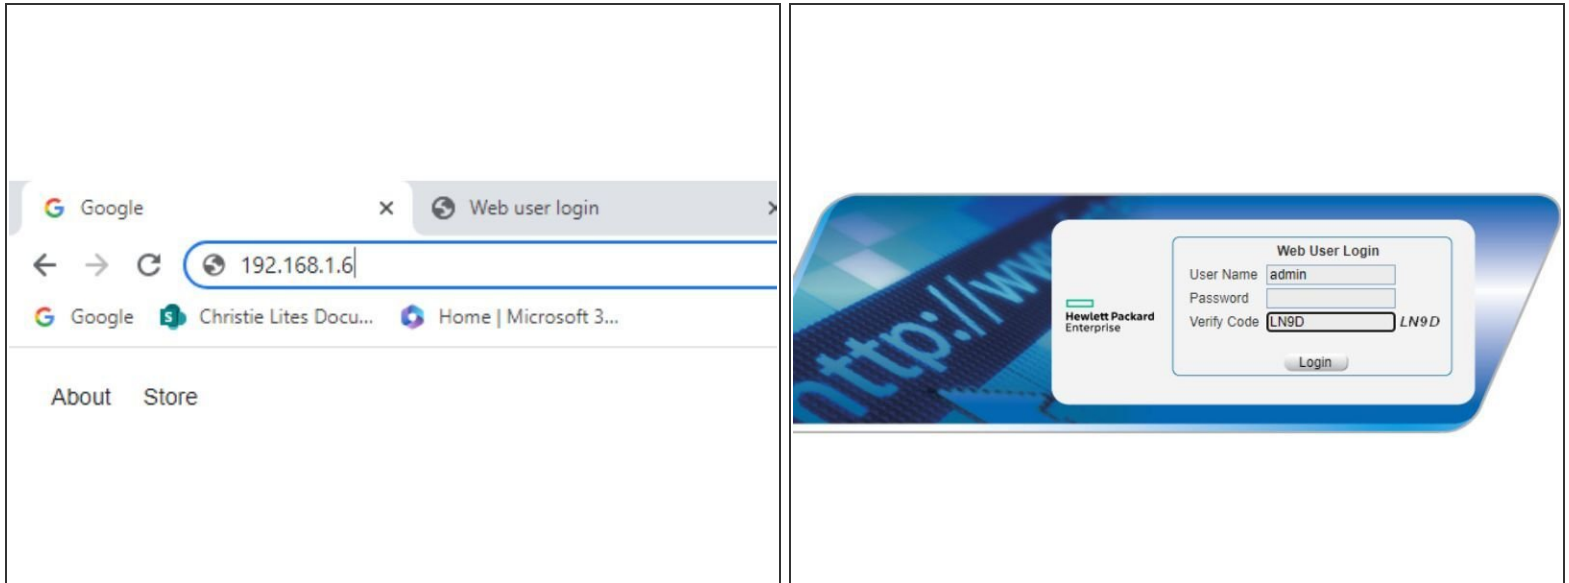 Google
Web user login
192.168.1.6
Google
Christie Lites Docu...
Home | Microsoft 3...
About
Store
http://www
Hewlett Packard
Enterprise
Web User Login
User Name admin
Password
Verify Code LN9D LN9D
Login